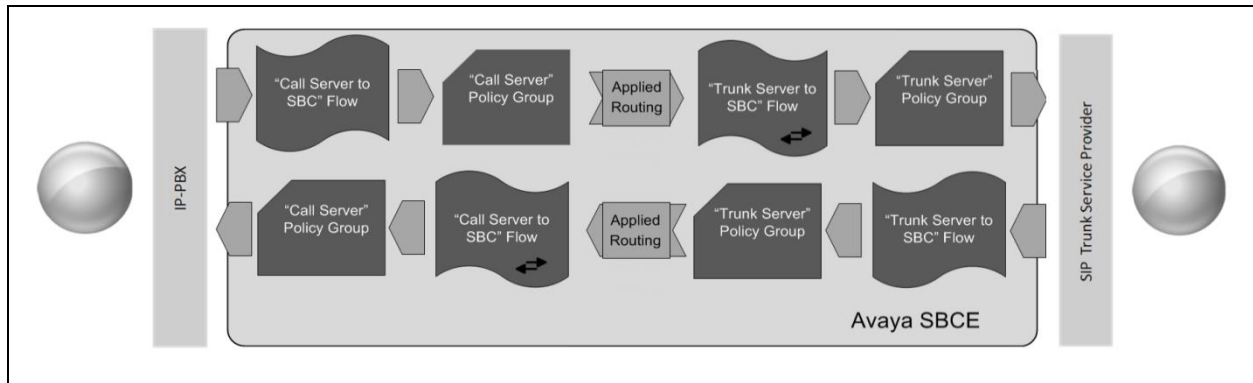 IP-PBX
“Call Server to
SBC” Flow
“Call Server”
Policy Group
Applied
Routing
“Trunk Server to
SBC” Flow
“Trunk Server”
Policy Group
“Call Server”
Policy Group
“Call Server to
SBC” Flow
Applied
Routing
“Trunk Server”
Policy Group
“Trunk Server to
SBC” Flow
Avaya SBCE
SIP Trunk Service Provider